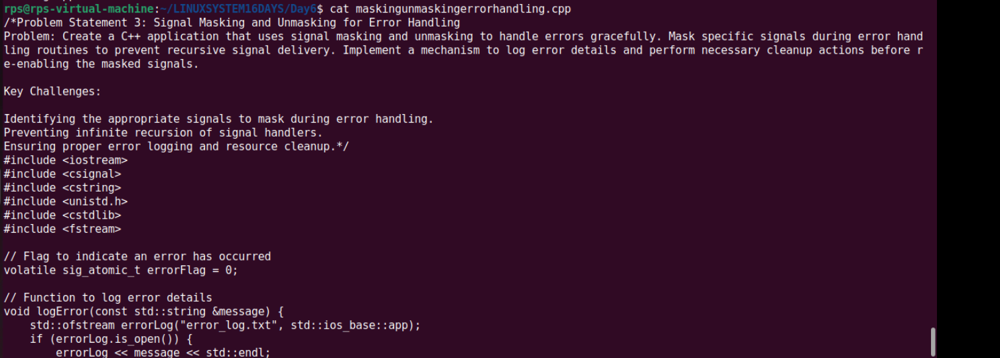 rps@rps-virtual-machine:~/LINUXSYSTEM16DAYS/Day6$ cat maskingunmaskingerrorhandling.cpp
/*Problem Statement 3: Signal Masking and Unmasking for Error Handling
Problem: Create a C++ application that uses signal masking and unmasking to handle errors gracefully. Mask specific signals during error hand
ling routines to prevent recursive signal delivery. Implement a mechanism to log error details and perform necessary cleanup actions before r
e-enabling the masked signals.

Key Challenges:

Identifying the appropriate signals to mask during error handling.
Preventing infinite recursion of signal handlers.
Ensuring proper error logging and resource cleanup.*/
#include <iostream>
#include <csignal>
#include <cstring>
#include <unistd.h>
#include <cstdlib>
#include <fstream>

// Flag to indicate an error has occurred
volatile sig_atomic_t errorFlag = 0;

// Function to log error details
void logError(const std::string &message) {
    std::ofstream errorLog("error_log.txt", std::ios_base::app);
    if (errorLog.is_open()) {
        errorLog << message << std::endl;